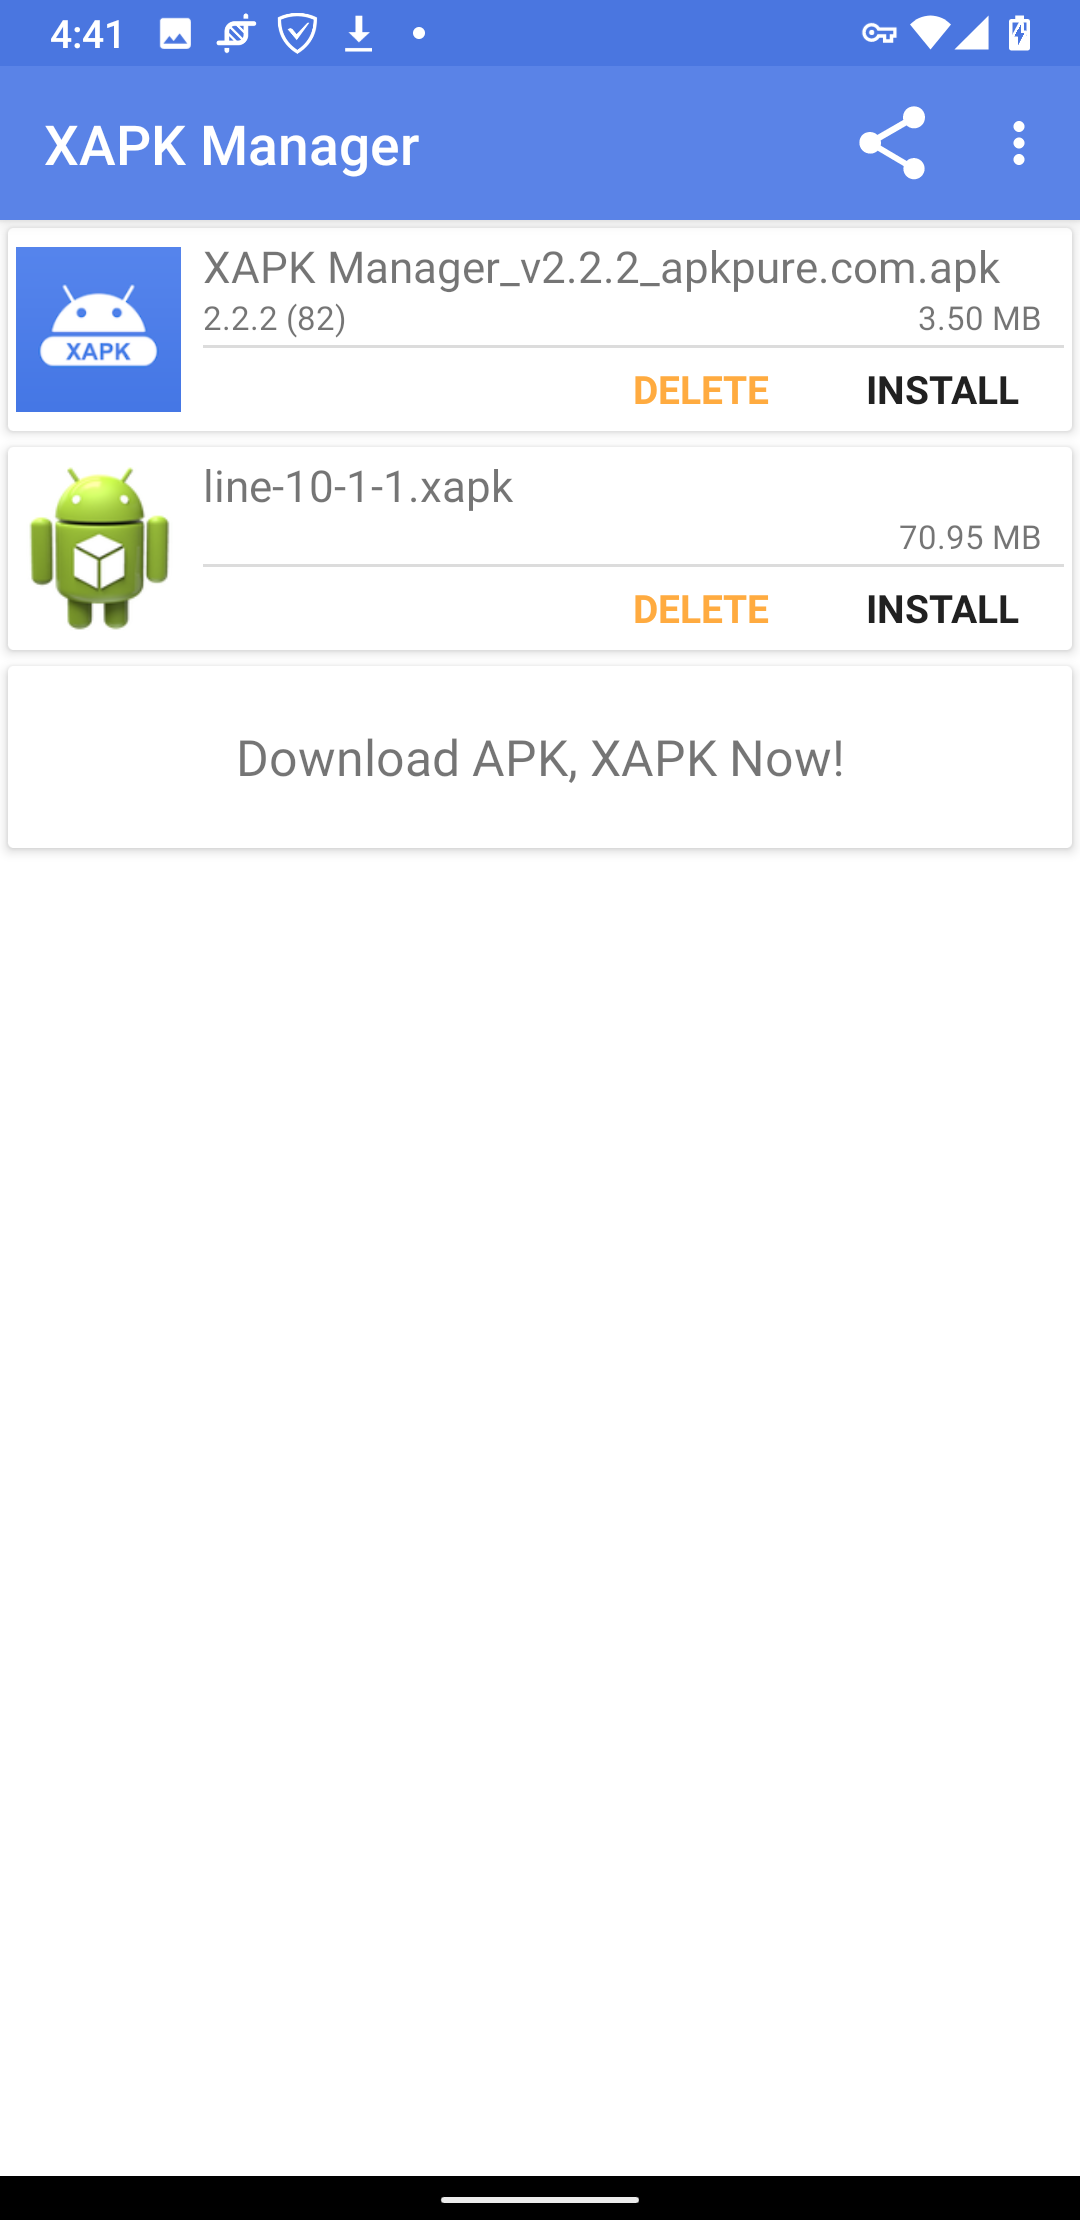 4:41
XAPK Manager
XAPK Manager_v2.2.2_apkpure.com.apk
2.2.2 (82) 3.50 MB
XAPK
DELETE INSTALL
line-10-1-1.xapk
70.95 MB
DELETE INSTALL
Download APK, XAPK Now!